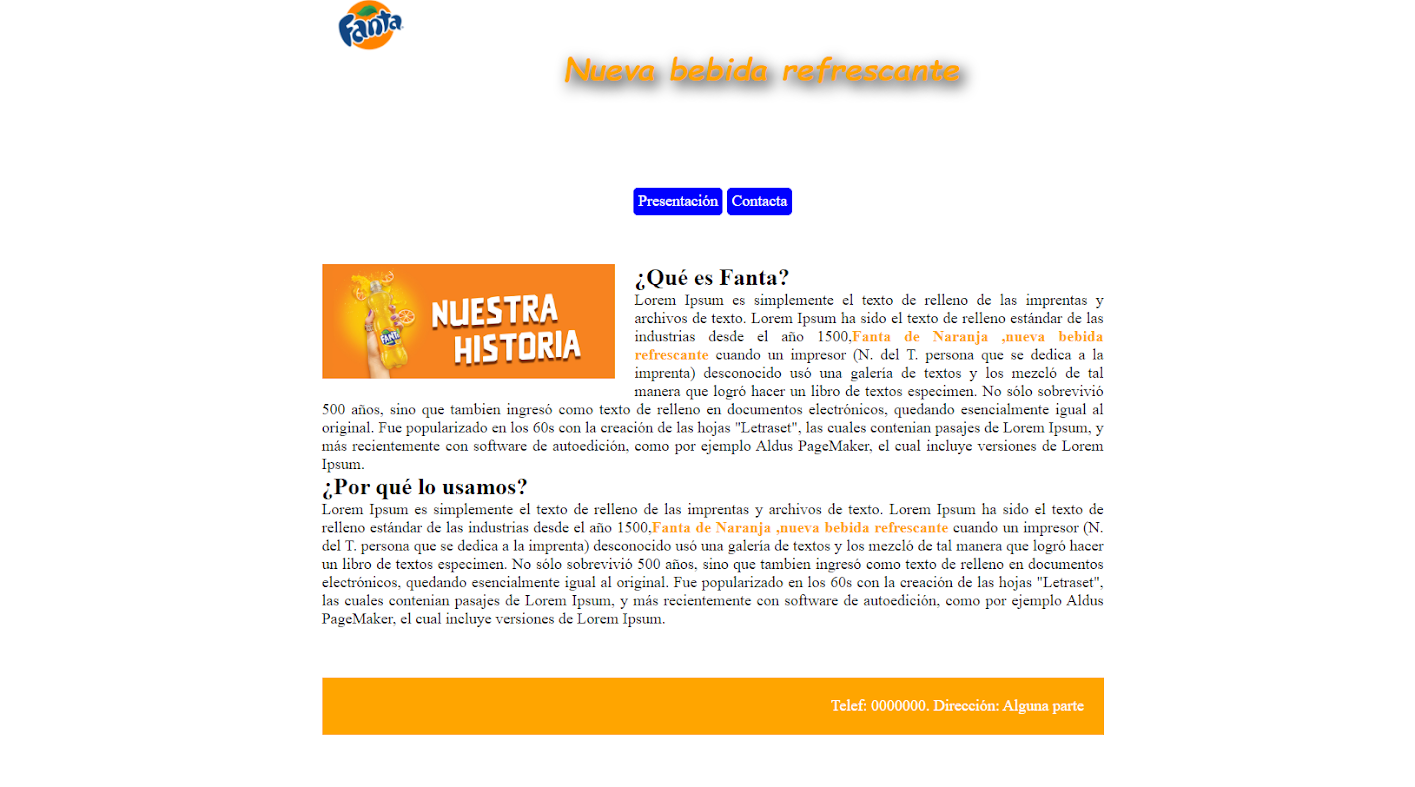 Fanta
Nueva bebida refrescante
Presentación Contacta
NUESTRA
HISTORIA
FANTA
¿Qué es Fanta?
Lorem Ipsum es simplemente el texto de relleno de las imprentas y
archivos de texto. Lorem Ipsum ha sido el texto de relleno estándar de las
industrias desde el año 1500,Fanta de Naranja ,nueva bebida
refrescante cuando un impresor (N. del T. persona que se dedica a la
imprenta) desconocido usó una galería de textos y los mezcló de tal
manera que logró hacer un libro de textos especimen. No sólo sobrevivió
500 años, sino que tambien ingresó como texto de relleno en documentos electrónicos, quedando esencialmente igual al
original. Fue popularizado en los 60s con la creación de las hojas "Letraset", las cuales contenian pasajes de Lorem Ipsum, y
más recientemente con software de autoedición, como por ejemplo Aldus PageMaker, el cual incluye versiones de Lorem
Ipsum.
¿Por qué lo usamos?
Lorem Ipsum es simplemente el texto de relleno de las imprentas y archivos de texto. Lorem Ipsum ha sido el texto de
relleno estándar de las industrias desde el año 1500,Fanta de Naranja ,nueva bebida refrescante cuando un impresor (N.
del T. persona que se dedica a la imprenta) desconocido usó una galería de textos y los mezcló de tal manera que logró hacer
un libro de textos especimen. No sólo sobrevivió 500 años, sino que tambien ingresó como texto de relleno en documentos
electrónicos, quedando esencialmente igual al original. Fue popularizado en los 60s con la creación de las hojas "Letraset",
las cuales contenian pasajes de Lorem Ipsum, y más recientemente con software de autoedición, como por ejemplo Aldus
PageMaker, el cual incluye versiones de Lorem Ipsum.
Telef: 0000000. Dirección: Alguna parte